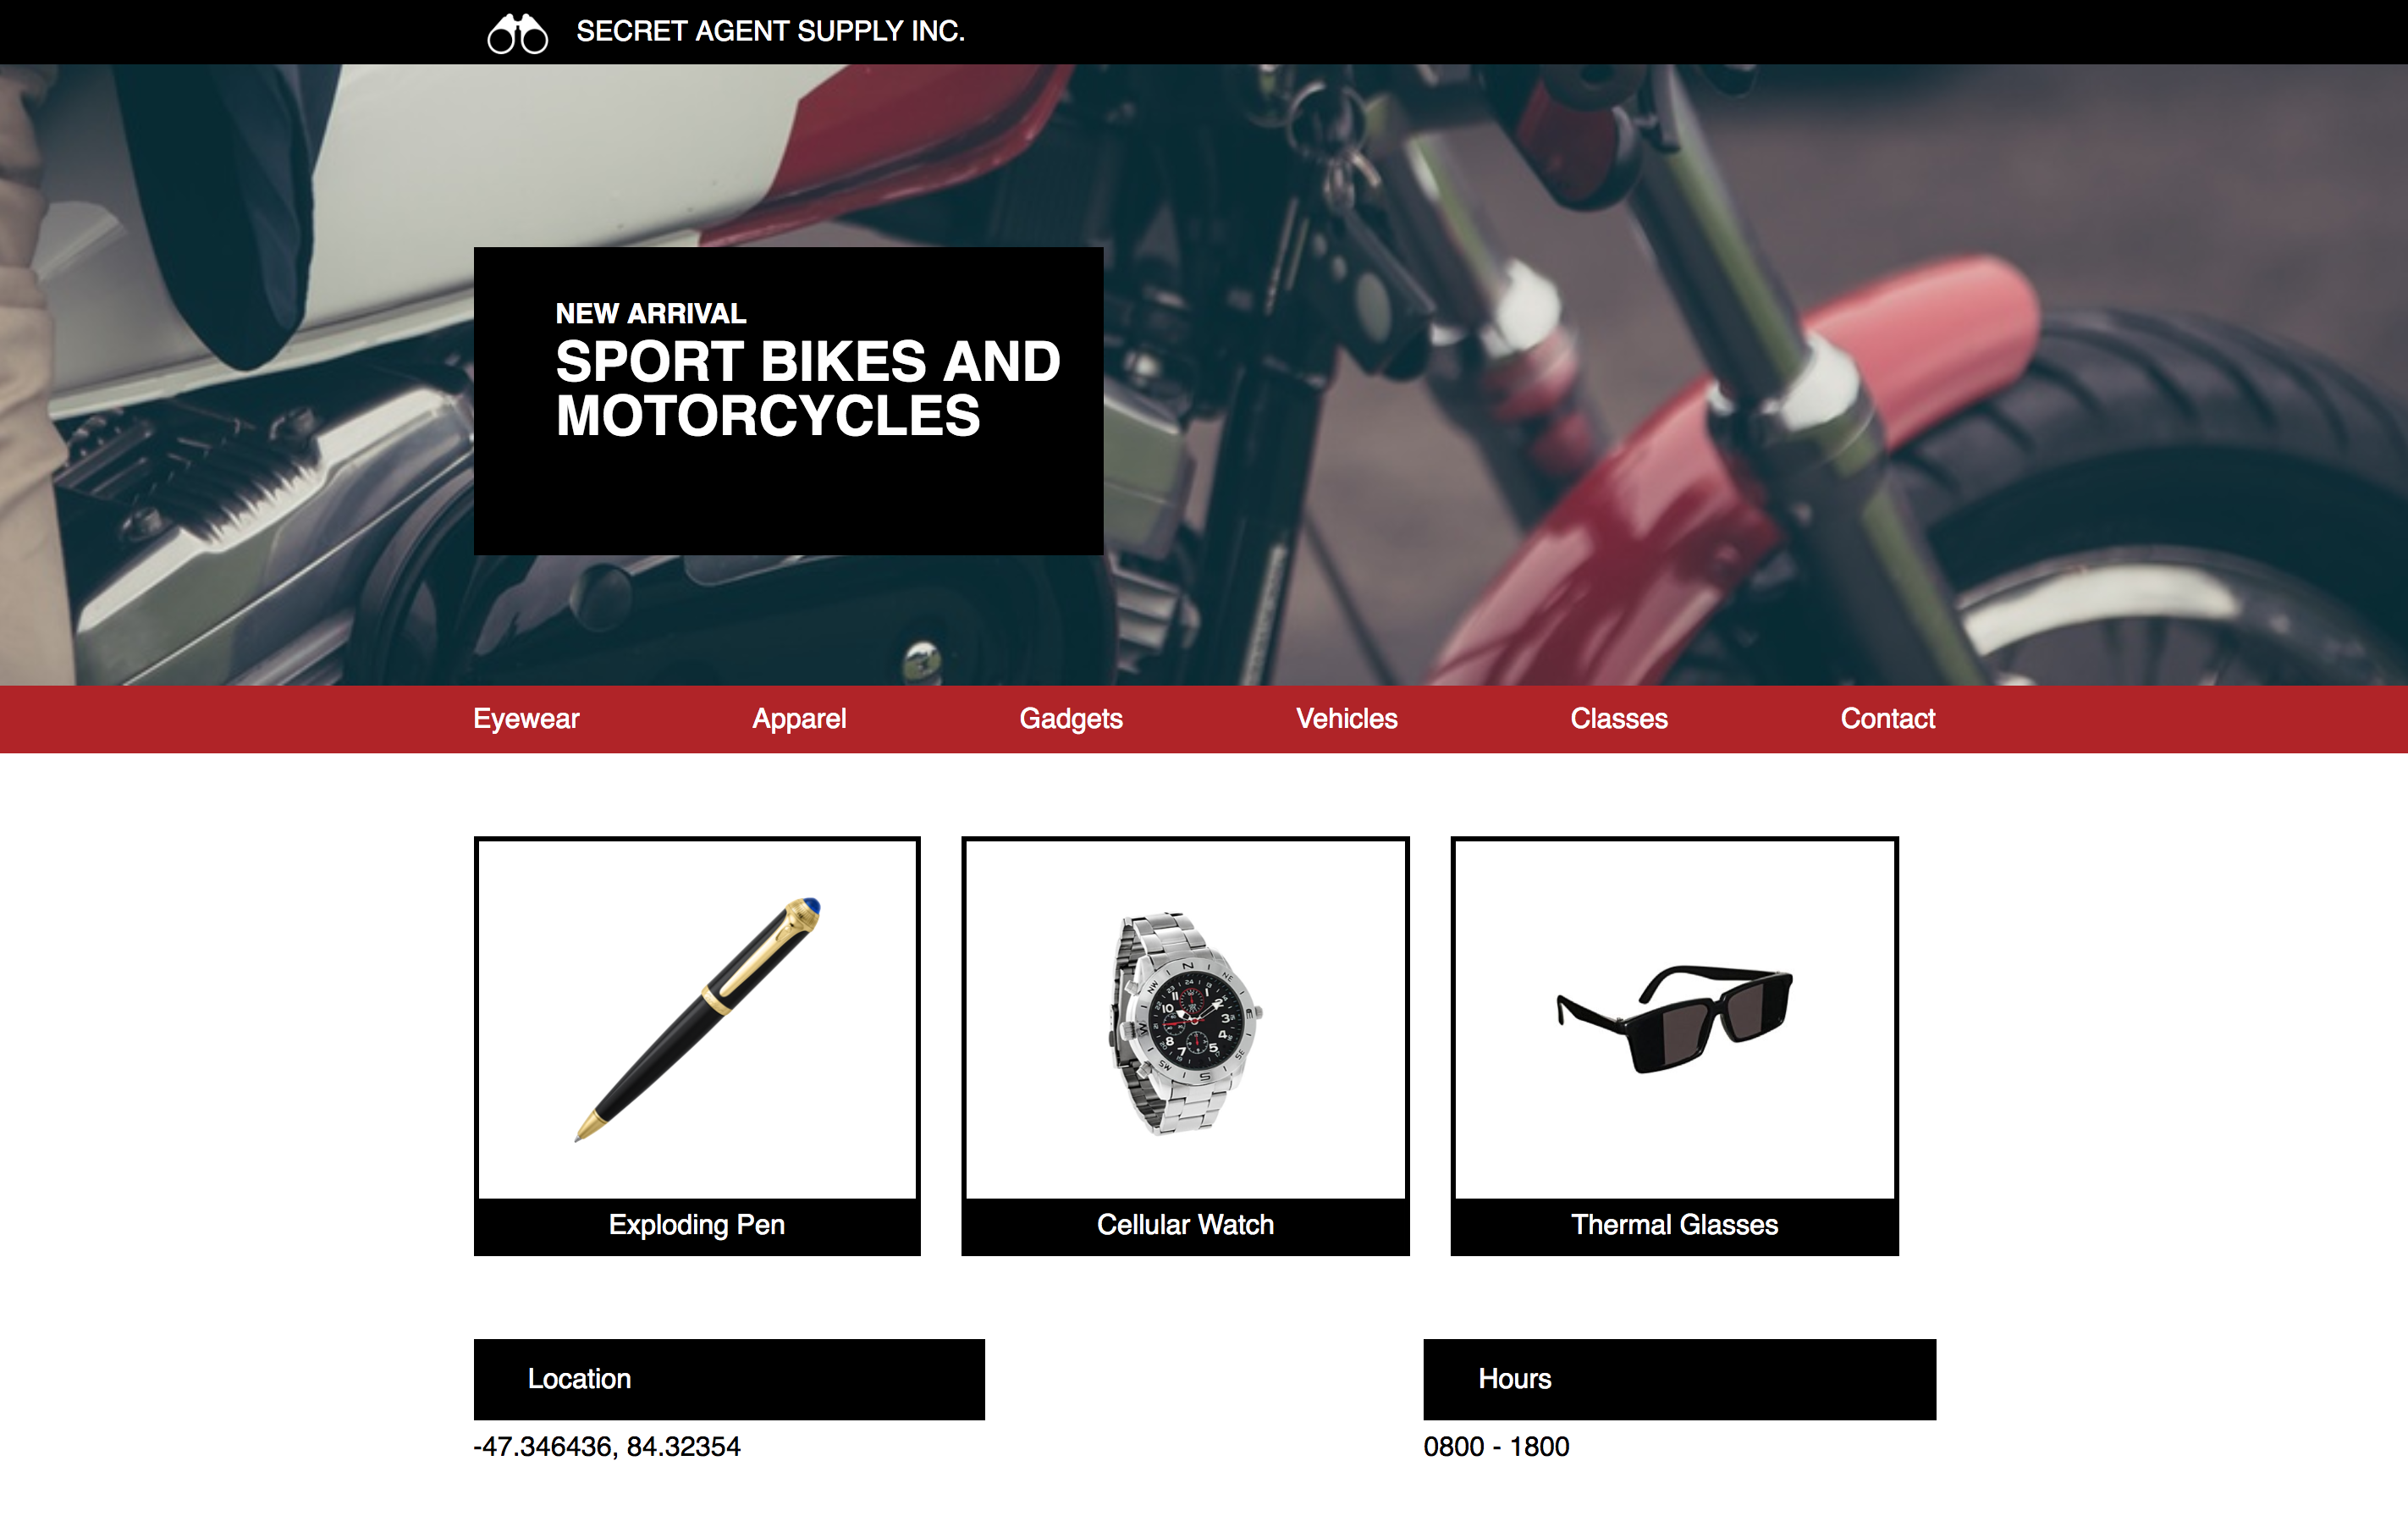 SECRET AGENT SUPPLY INC.
NEW ARRIVAL
SPORT BIKES AND
MOTORCYCLES
Eyewear Apparel Gadgets Vehicles Classes Contact
Exploding Pen Cellular Watch Thermal Glasses
Location Hours
-47.346436, 84.32354 0800 - 1800